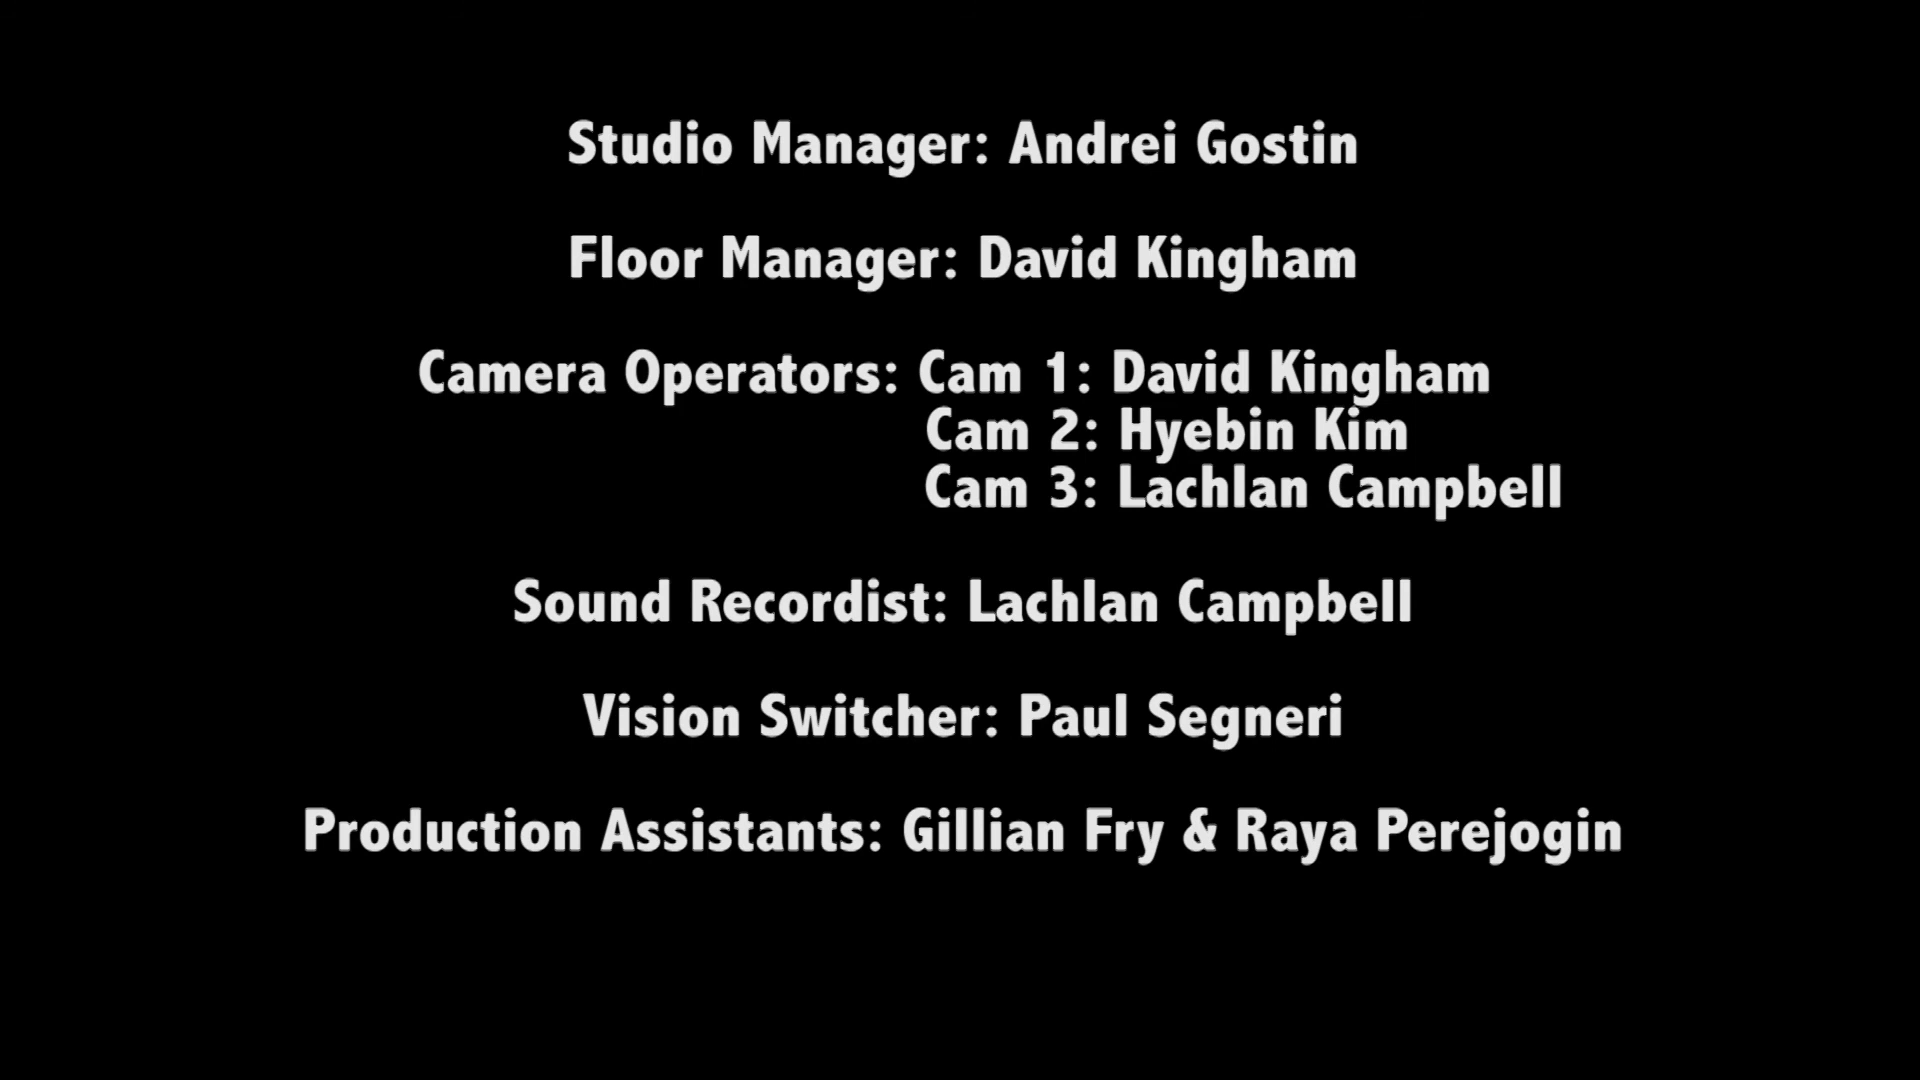 Studio Manager: Andrei Gostin
Floor Manager: David Kingham
Camera Operators: Cam 1: David Kingham
Cam 2: Hyebin Kim
Cam 3: Lachlan Campbell
Sound Recordist: Lachlan Campbell
Vision Switcher: Paul Segneri
Production Assistants: Gillian Fry & Raya Perejogin